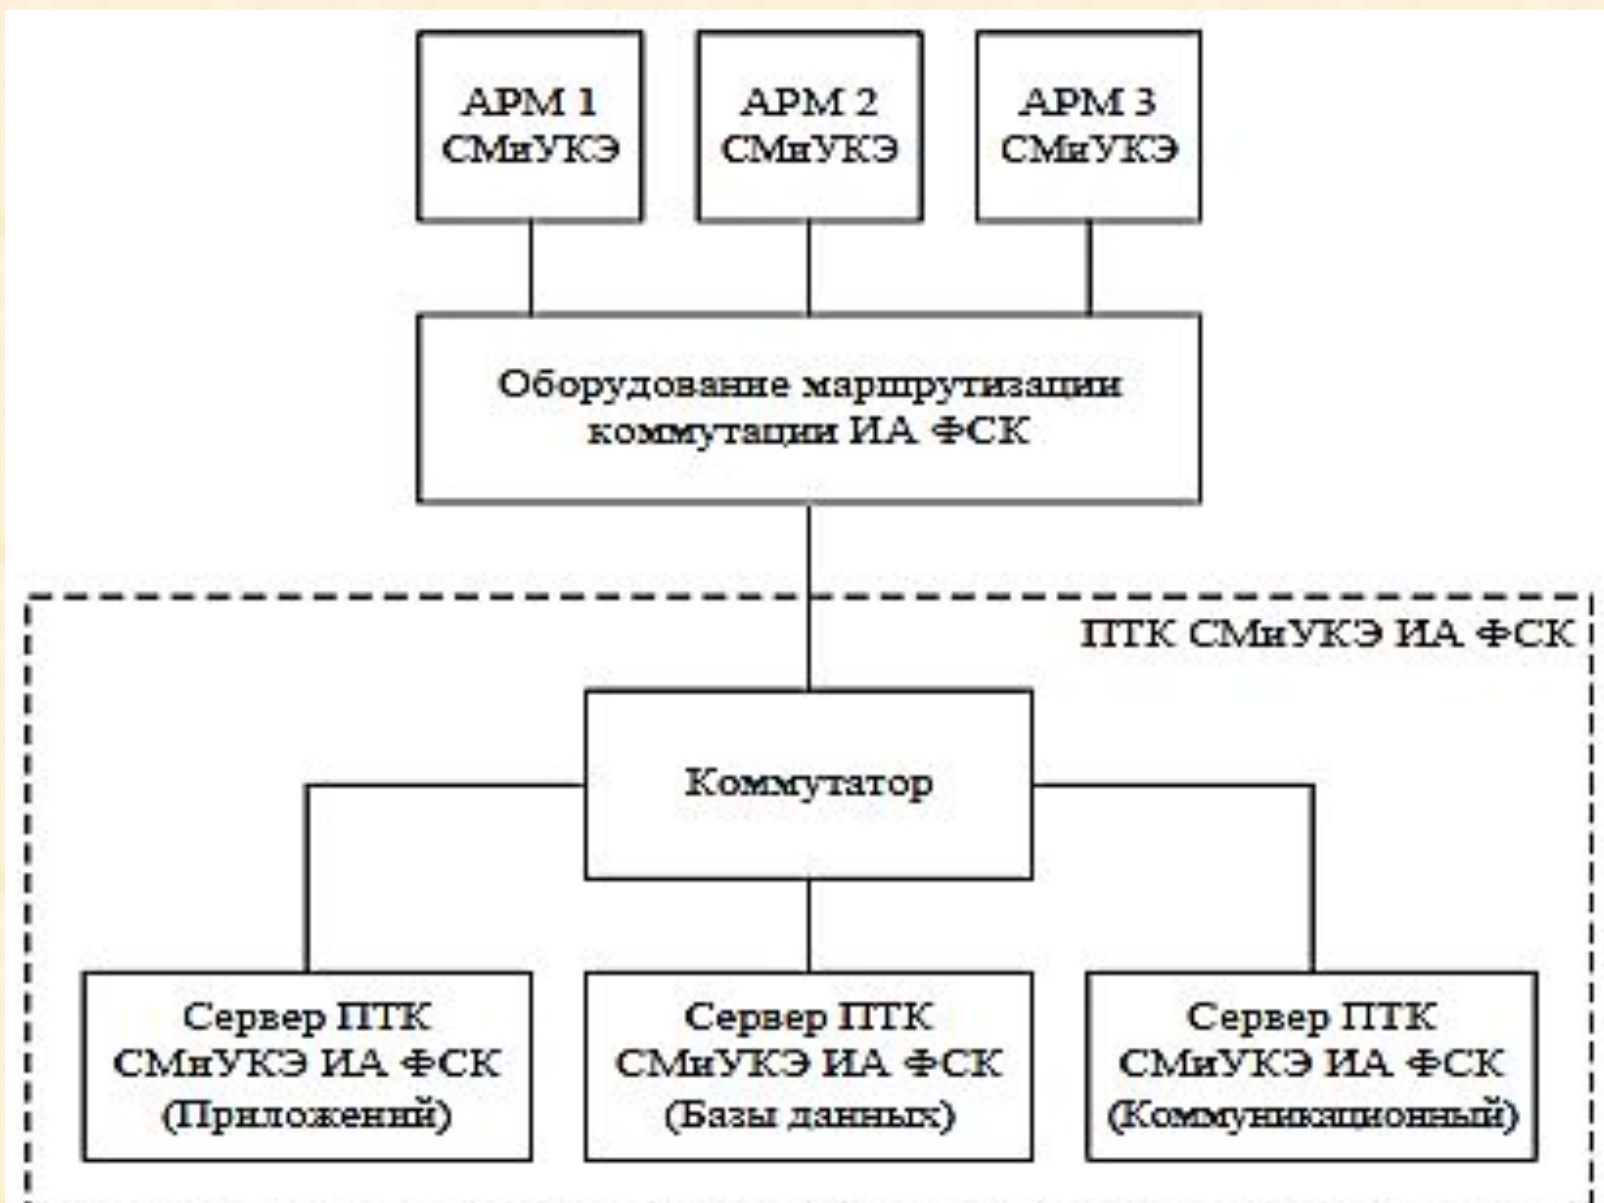 АРМ 1
СМиУКЭ
АРМ 2
СМиУКЭ
АРМ 3
СМиУКЭ
Оборудование маршрутизации
коммутации ИА ФСК
ПТК СМиУКЭ ИА ФСК
Коммутатор
Сервер ПТК
СМиУКЭ ИА ФСК
(Приложений)
Сервер ПТК
СМиУКЭ ИА ФСК
(Базы данных)
Сервер ПТК
СМиУКЭ ИА ФСК
(Коммуникационный)